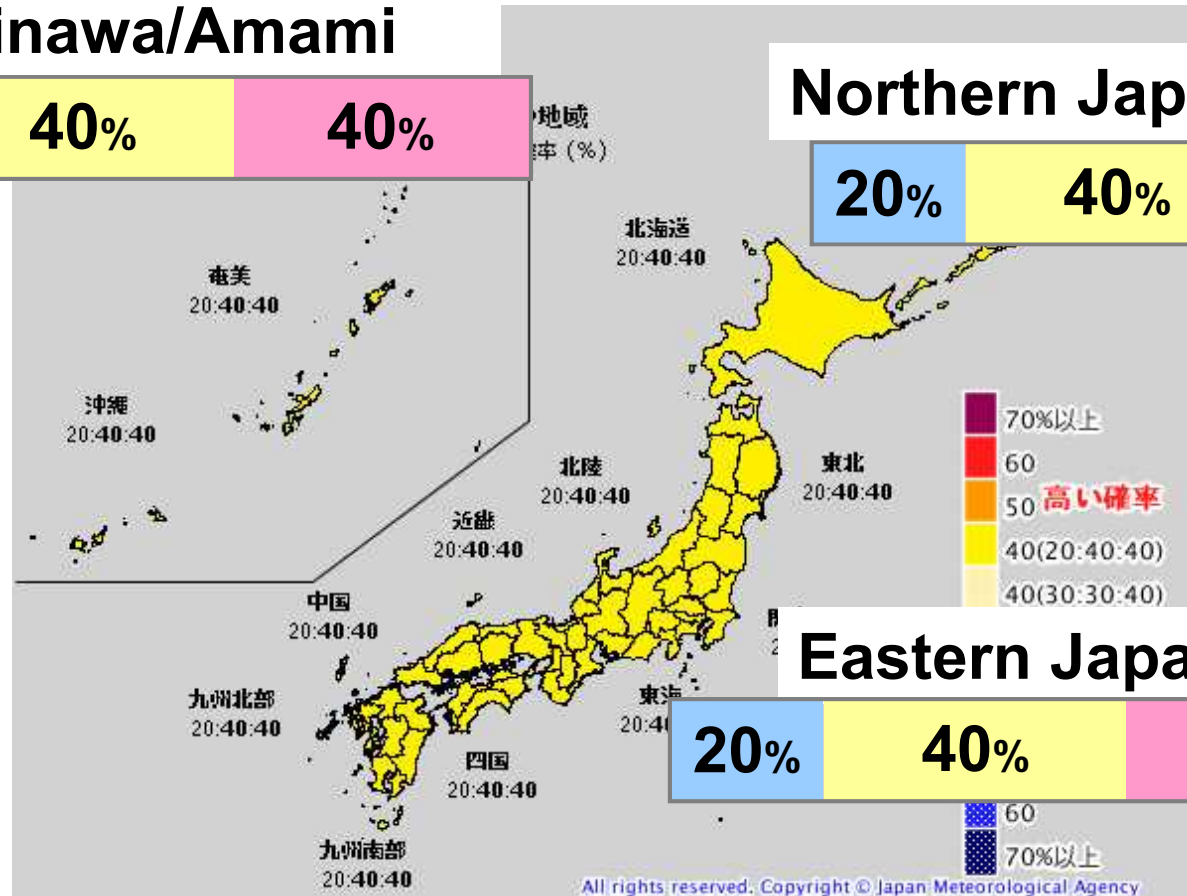 inawa/Amami
40% 40%
地域
率 (%)
Northern Jap
20% 40%
北海道
20:40:40
奄美
20:40:40
沖縄
20:40:40
北陸
20:40:40
東北
20:40:40
近畿
20:40:40
70%以上
60
50 高い確率
40(20:40:40)
40(30:30:40)
中国
20:40:40
Eastern Japa
20% 40%
九州北部
20:40:40
東海
20:4
四国
20:40:40
60
70%以上
九州南部
20:40:40
All rights reserved. Copyright © Japan Meteorological Agency